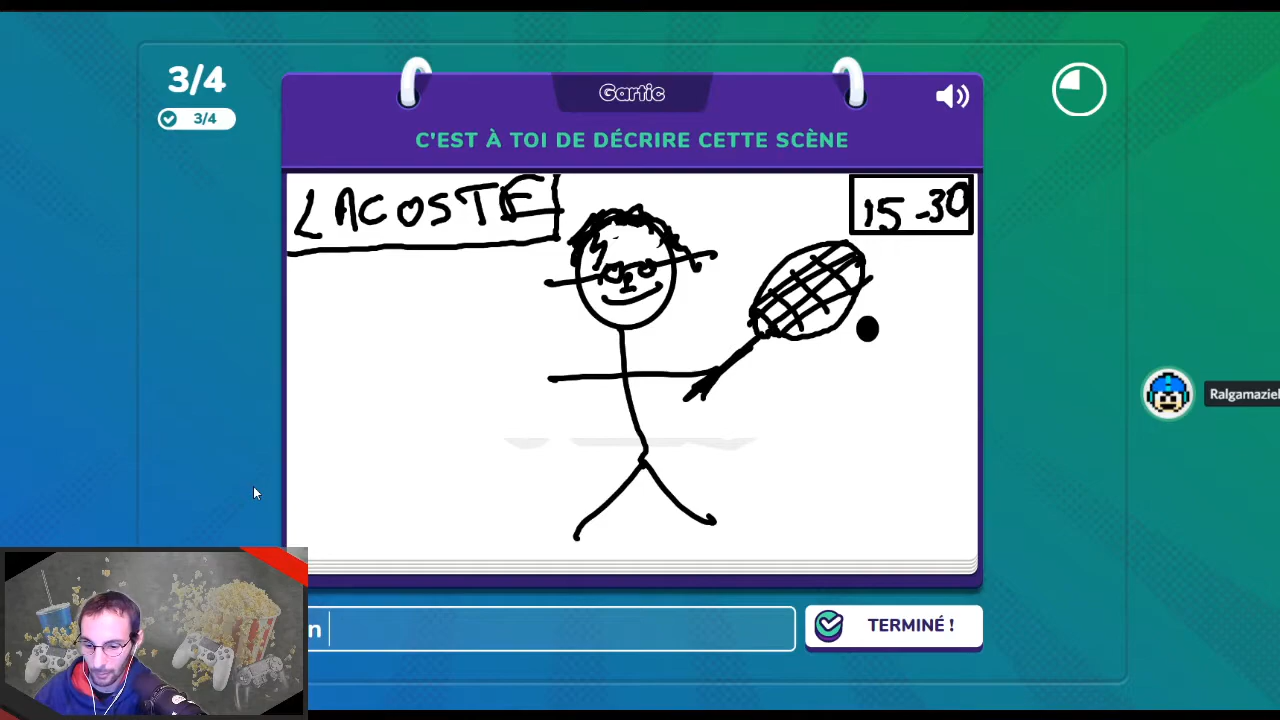 3/4
3/4
Gartic
C'EST À TOI DE DÉCRIRE CETTE SCÈNE
LACOSTE
15-30
Ralgamaziel
n
TERMINÉ !